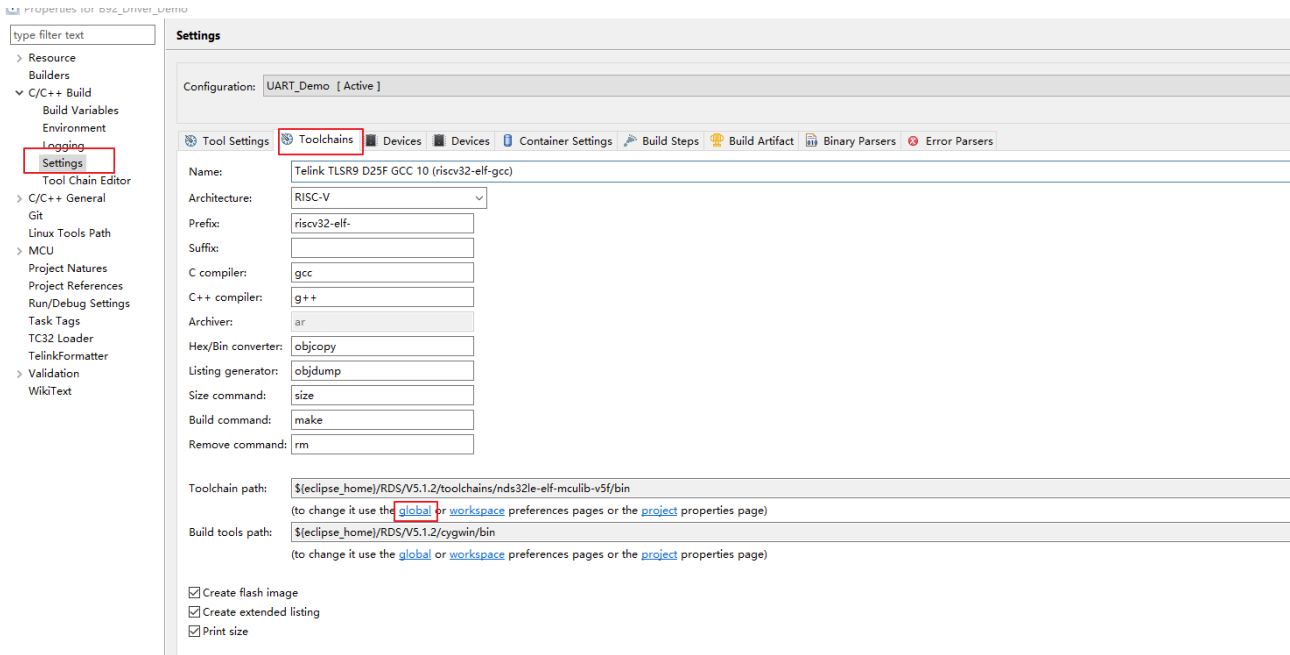 Properties for B92_Driver_Demo
type filter text
Settings
Resource
Builders
C/C++ Build
Build Variables
Environment
Logging
Settings
Tool Chain Editor
C/C++ General
Git
Linux Tools Path
MCU
Project Natures
Project References
Run/Debug Settings
Task Tags
TC32 Loader
TelinkFormatter
Validation
WikiText
Configuration: UART_Demo [ Active ]
Tool Settings Toolchains Devices Devices Container Settings Build Steps Build Artifact Binary Parsers Error Parsers
Name: Telink TLSR9 D25F GCC 10 (riscv32-elf-gcc)
Architecture: RISC-V
Prefix: riscv32-elf-
Suffix:
C compiler: gcc
C++ compiler: g++
Archiver: ar
Hex/Bin converter: objcopy
Listing generator: objdump
Size command: size
Build command: make
Remove command: rm
Toolchain path: ${eclipse_home}/RDS/V5.1.2/toolchains/nds32le-elf-mculib-v5f/bin
(to change it use the global or workspace preferences pages or the project properties page)
Build tools path: ${eclipse_home}/RDS/V5.1.2/cygwin/bin
(to change it use the global or workspace preferences pages or the project properties page)
Create flash image
Create extended listing
Print size